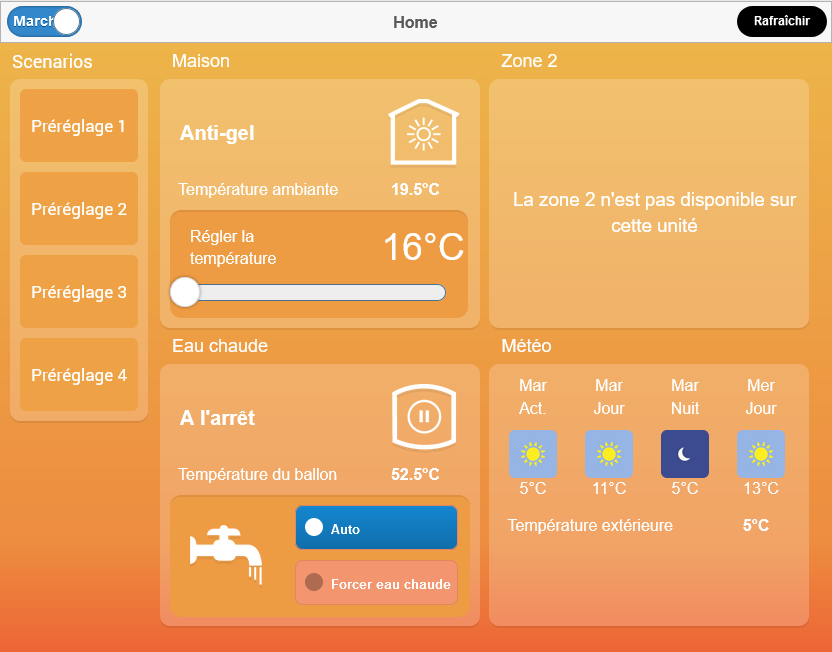 March
Home
Rafraîchir
Scenarios
Préréglage 1
Préréglage 2
Préréglage 3
Préréglage 4
Maison
Anti-gel
Température ambiante 19.5°C
Régler la
température
16°C
Zone 2
La zone 2 n'est pas disponible sur
cette unité
Eau chaude
A l'arrêt
Température du ballon 52.5°C
Auto
Forcer eau chaude
Météo
Mar Mar Mar Mer
Act. Jour Nuit Jour
5°C 11°C 5°C 13°C
Température extérieure 5°C